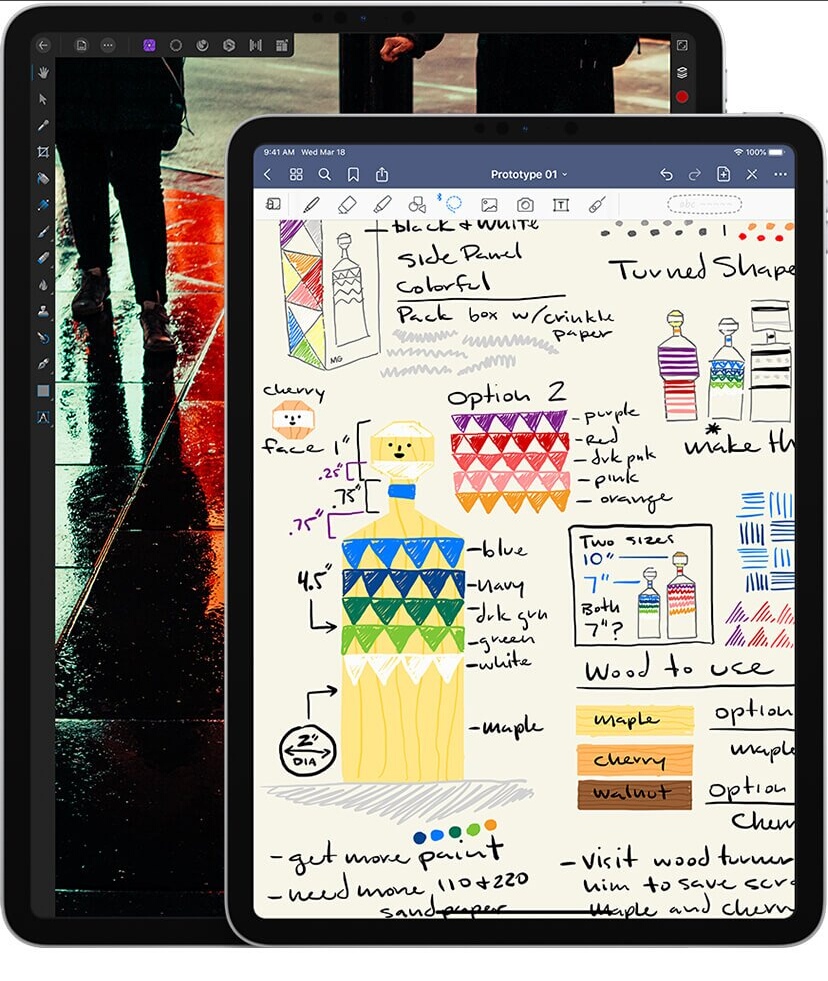 9:41 AM Wed Mar 18
100%
Prototype 01
abc
black & White
side Panel
colorful
Pack box w/crinkle
paper
MG
Turned Shape
cherry
face
Option 2
purple
Red
drk pnk
pink
orange
1"
.25"
.75"
.75"
4.5"
blue
navy
drk grn
green
white
maple
2"
DIA
* make th
Two sizes
10"
7"
Both
7"?
Wood to use
maple
cherry
walnut
option
maple
option
Cherr
- get more paint
- need more 110 & 220
sandpaper
- visit wood turner
him to save scra
maple and cherr